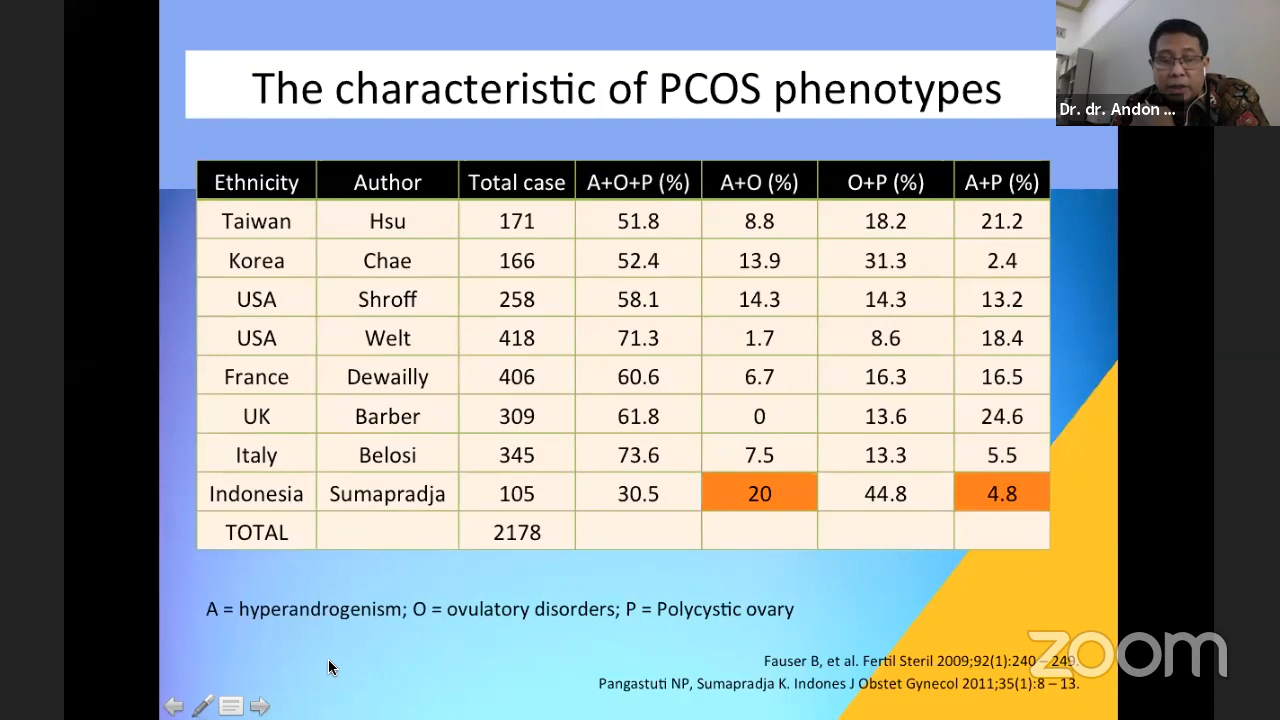 The characteristic of PCOS phenotypes
Dr. dr. Andon ...
Ethnicity Author Total case A+O+P (%) A+O (%) O+P (%) A+P (%)
Taiwan Hsu 171 51.8 8.8 18.2 21.2
Korea Chae 166 52.4 13.9 31.3 2.4
USA Shroff 258 58.1 14.3 14.3 13.2
USA Welt 418 71.3 1.7 8.6 18.4
France Dewailly 406 60.6 6.7 16.3 16.5
UK Barber 309 61.8 0 13.6 24.6
Italy Belosi 345 73.6 7.5 13.3 5.5
Indonesia Sumapradja 105 30.5 20 44.8 4.8
TOTAL 2178
A = hyperandrogenism; O = ovulatory disorders; P = Polycystic ovary
Fauser B, et al. Fertil Steril 2009;92(1):240 – 249.
Pangastuti NP, Sumapradja K. Indones J Obstet Gynecol 2011;35(1):8 – 13.
zoom